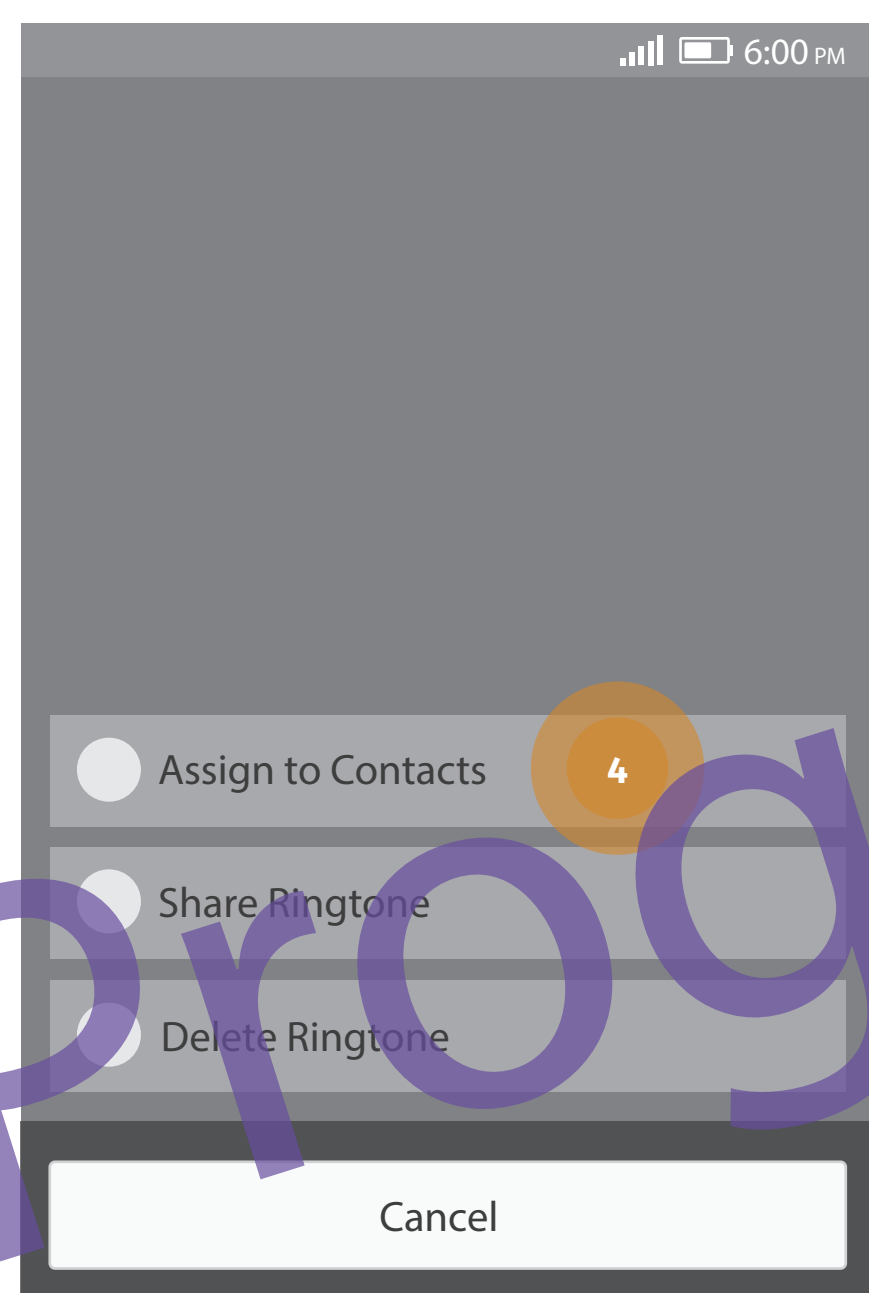 6:00 PM
Assign to Contacts
4
Share Ringtone
Delete Ringtone
Cancel
Prog